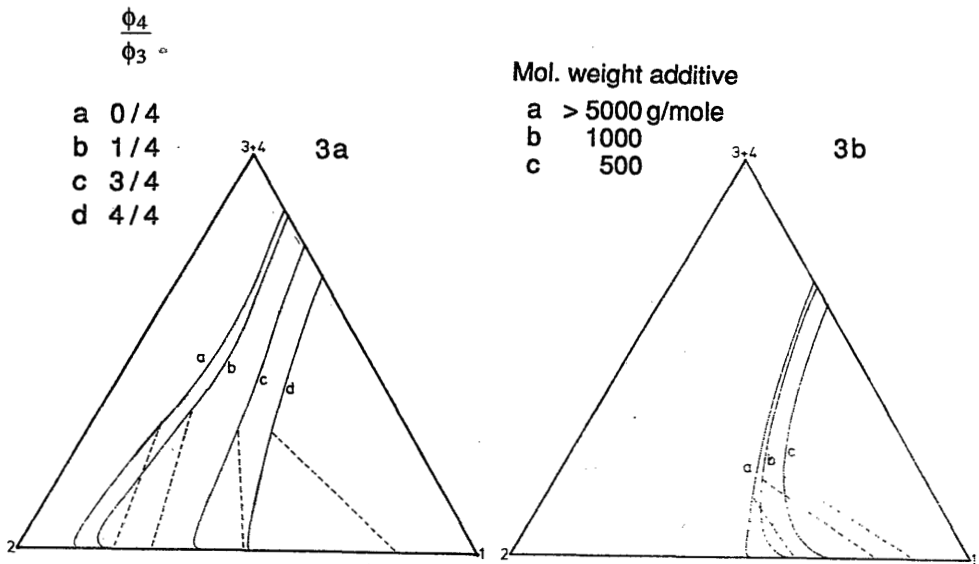 ϕ4
ϕ3
a 0/4
b 1/4
c 3/4
d 4/4
3+4
3a
a
b
c
d
2
1
Mol. weight additive
a > 5000 g/mole
b 1000
c 500
3+4
3b
a
b
c
2
1